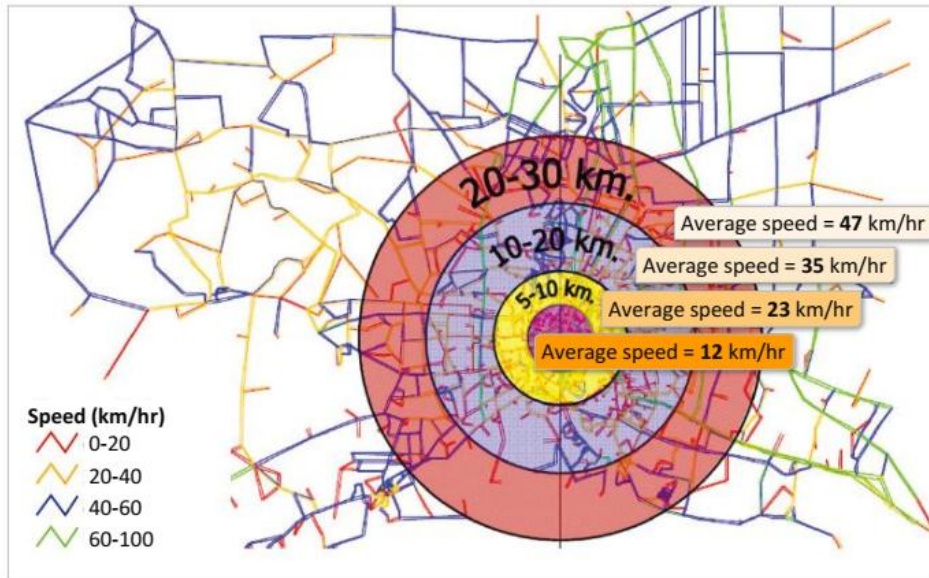 20-30 km.
Average speed = 47 km/hr
10-20 km.
Average speed = 35 km/hr
5-10 km.
Average speed = 23 km/hr
Average speed = 12 km/hr
Speed (km/hr)
0-20
20-40
40-60
60-100